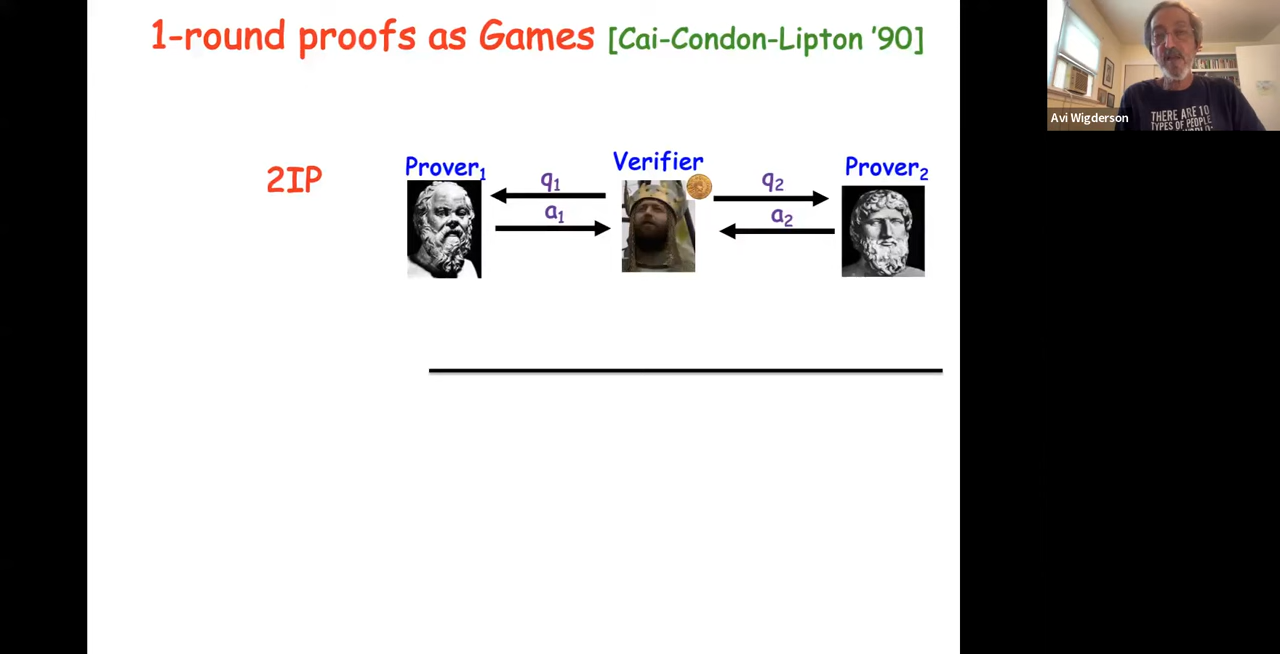 1-round proofs as Games [Cai-Condon-Lipton '90]
2IP
Prover₁
Verifier
Prover₂
q₁
q₂
a₁
a₂
Avi Wigderson
THERE ARE 10
TYPES OF PEOPLE